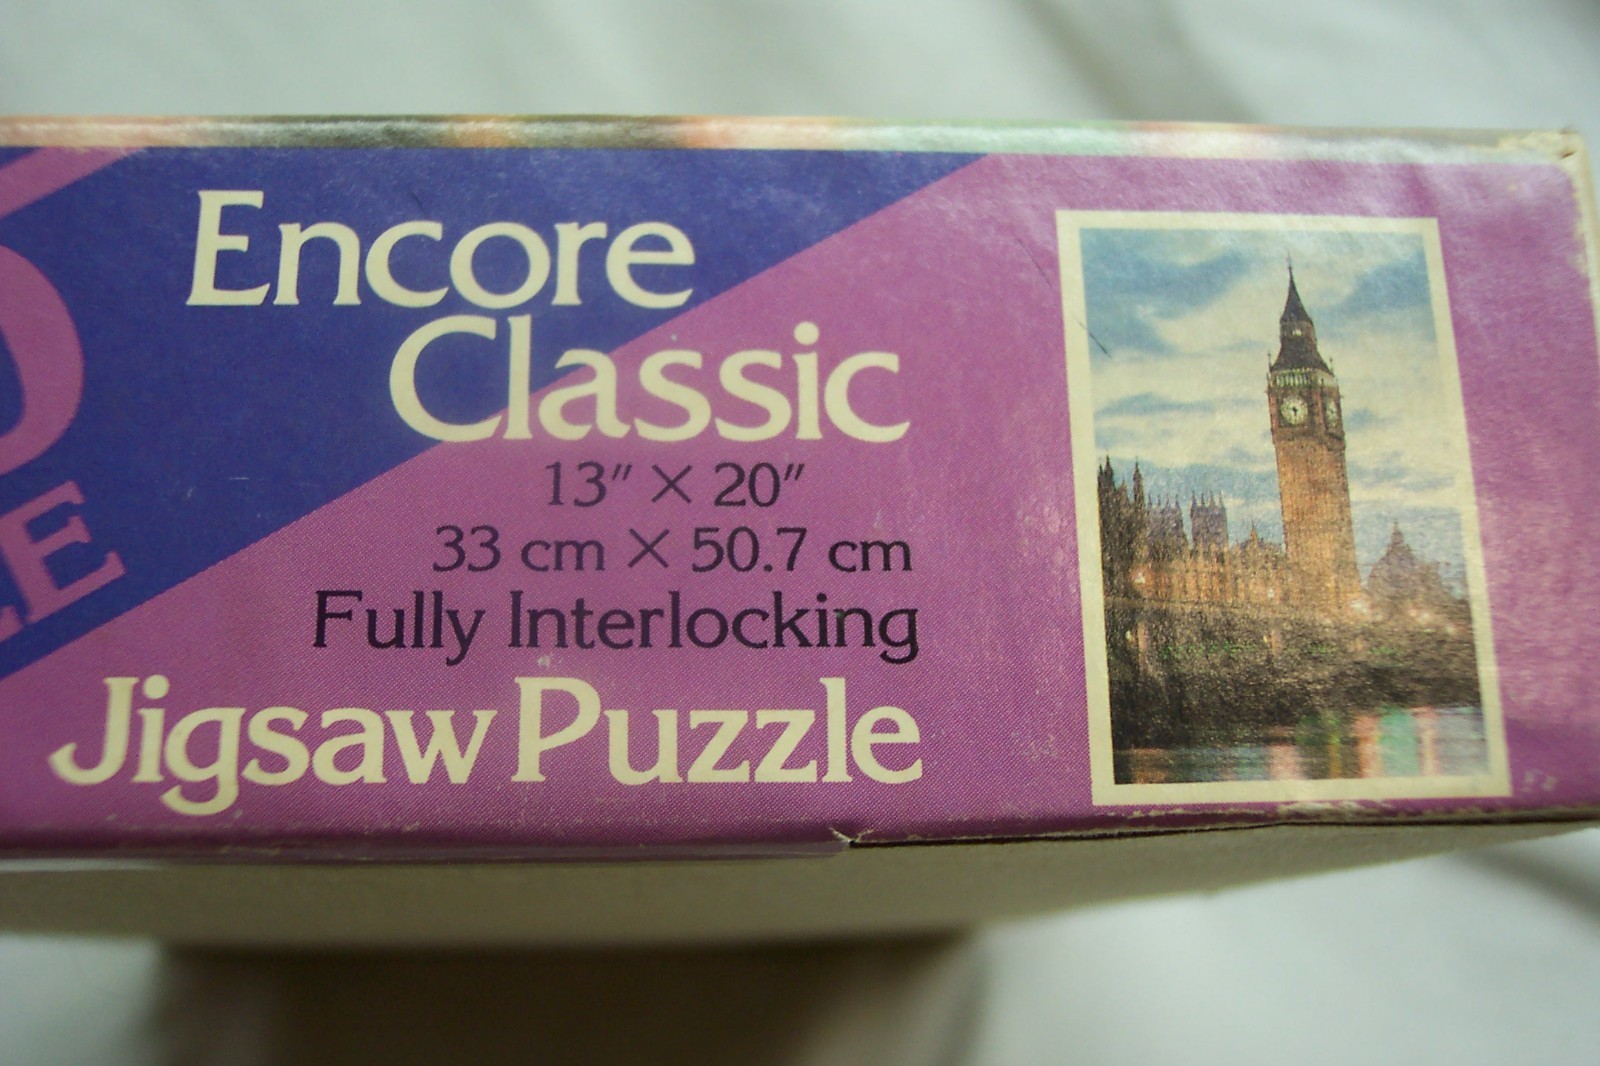 Encore
Classic
13" X 20"
33 cm X 50.7 cm
Fully Interlocking
Jigsaw Puzzle